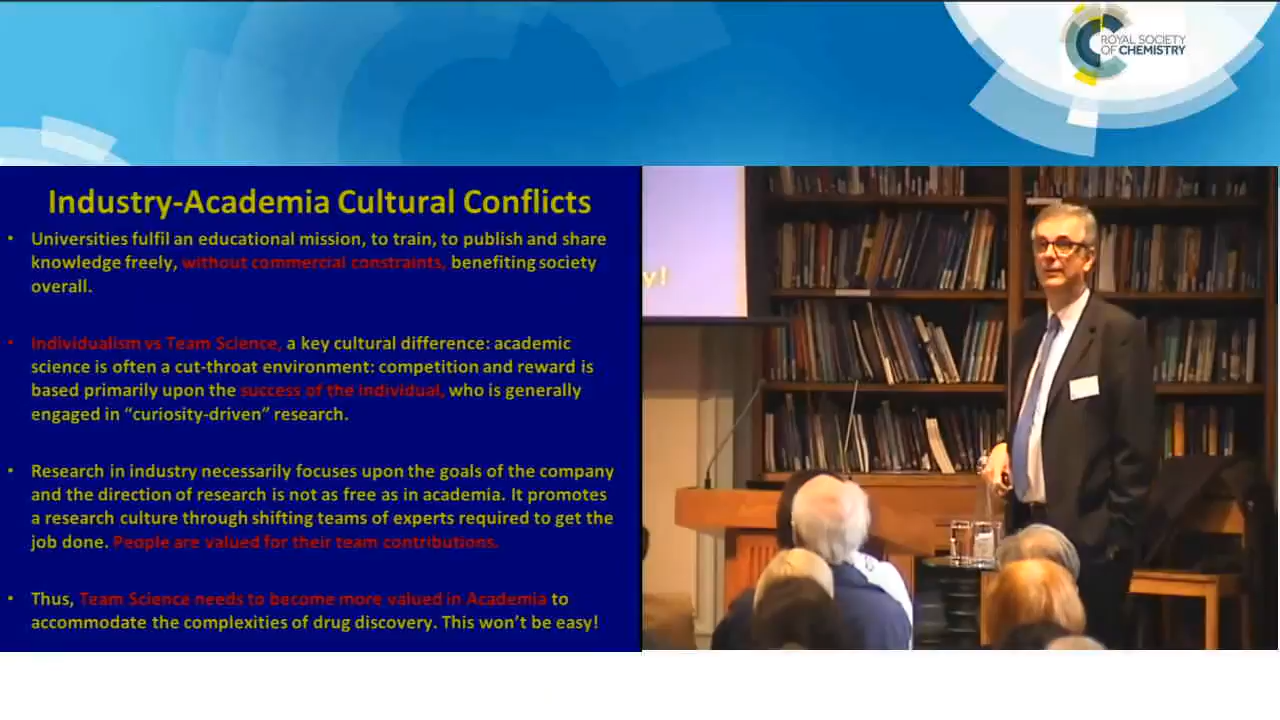 ROYAL SOCIETY
OF CHEMISTRY
Industry-Academia Cultural Conflicts
• Universities fulfil an educational mission, to train, to publish and share
knowledge freely, without commercial constraints, benefiting society
overall.
• Individualism vs Team Science, a key cultural difference: academic
science is often a cut-throat environment: competition and reward is
based primarily upon the success of the individual, who is generally
engaged in “curiosity-driven” research.
• Research in industry necessarily focuses upon the goals of the company
and the direction of research is not as free as in academia. It promotes
a research culture through shifting teams of experts required to get the
job done. People are valued for their team contributions.
• Thus, Team Science needs to become more valued in Academia to
accommodate the complexities of drug discovery. This won’t be easy!
y!